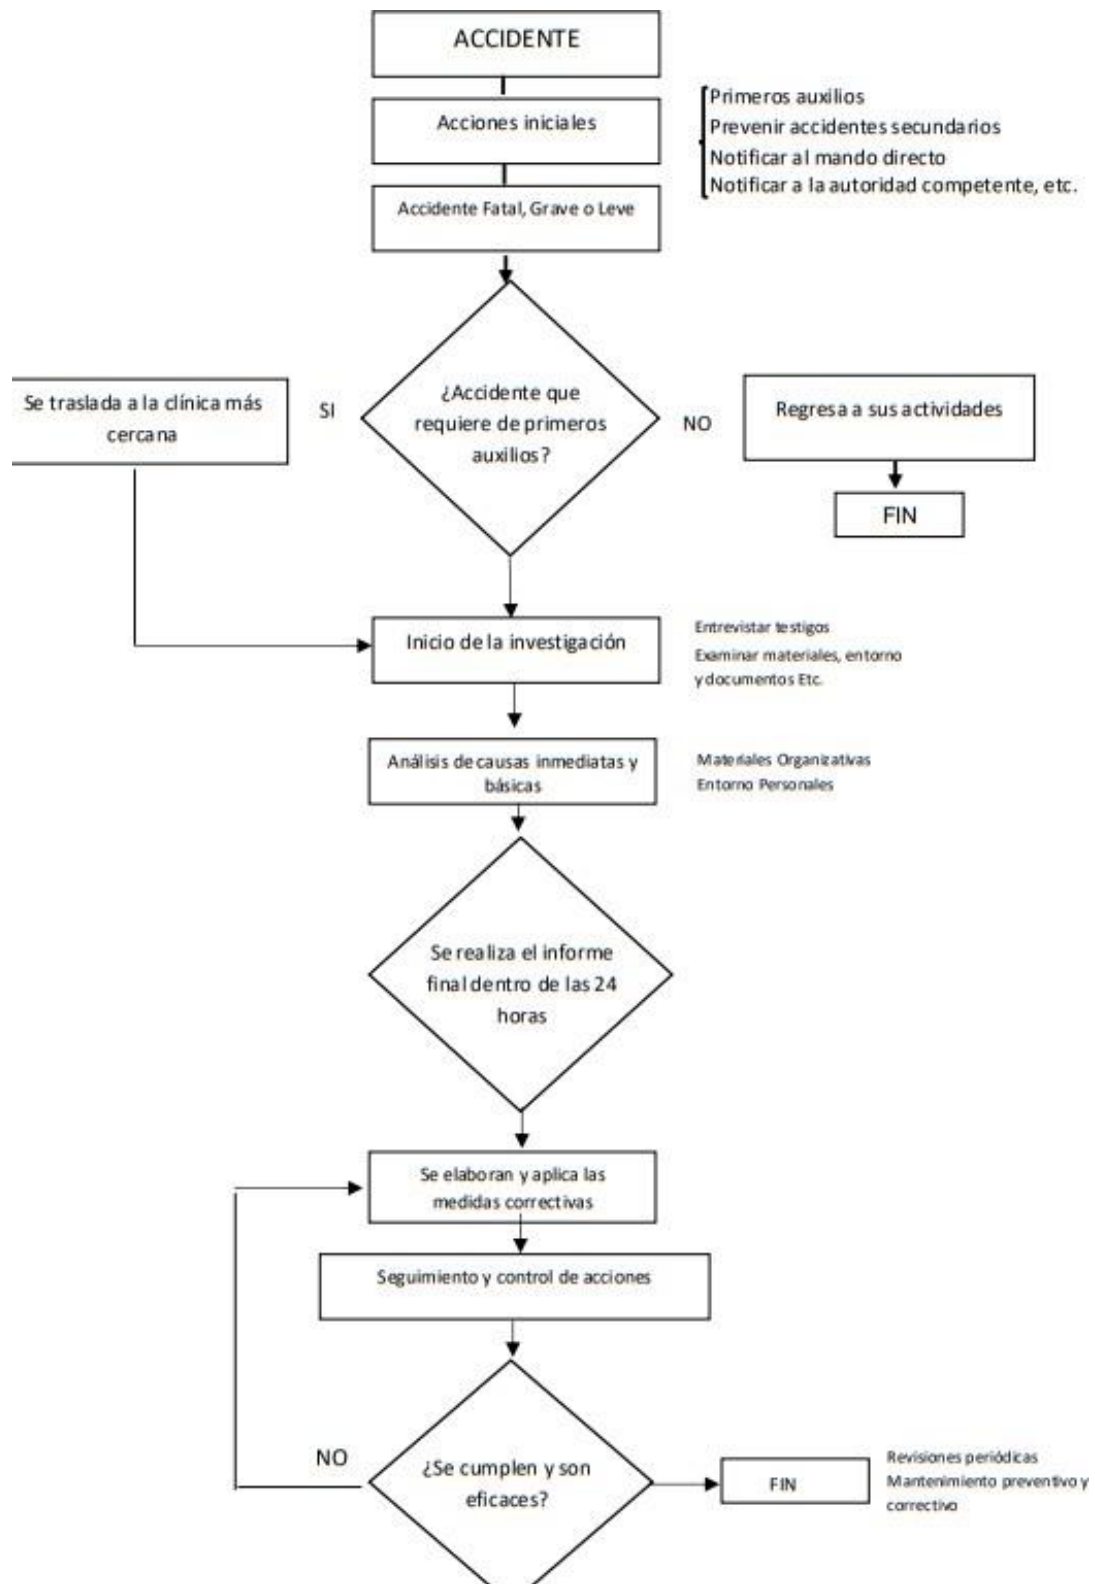 ACCIDENTE
Acciones iniciales
Primeros auxilios
Prevenir accidentes secundarios
Notificar al mando directo
Notificar a la autoridad competente, etc.
Accidente Fatal, Grave o Leve
¿Accidente que
requiere de primeros
auxilios?
SI
Se traslada a la clínica más
cercana
NO
Regresa a sus actividades
FIN
Inicio de la investigación
Entrevistar testigos
Examinar materiales, entorno
y documentos Etc.
Análisis de causas inmediatas y
básicas
Materiales Organizativas
Entorno Personales
Se realiza el informe
final dentro de las 24
horas
Se elaboran y aplica las
medidas correctivas
Seguimiento y control de acciones
¿Se cumplen y son
eficaces?
NO
FIN
Revisiones periódicas
Mantenimiento preventivo y
correctivo